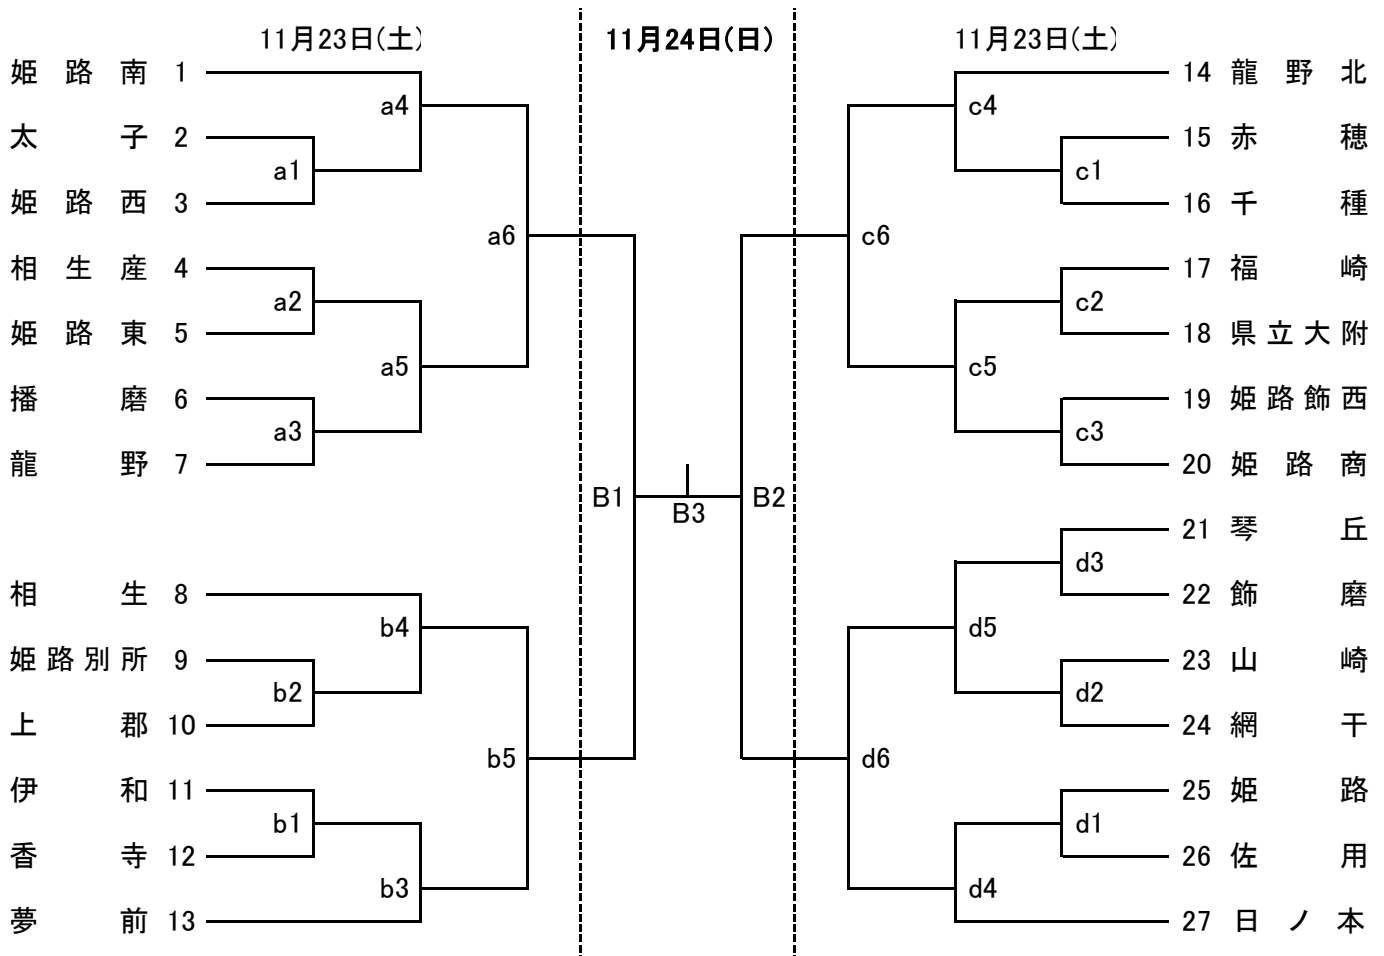 11月23日(土) 11月24日(日) 11月23日(土)
姫路南 1 14 龍野北
a4 c4
太子 2 15 赤穂
a1 c1
姫路西 3 16 千種
a6 c6
相生産 4 17 福崎
a2 c2
姫路東 5 18 県立大附
a5 c5
播磨 6 19 姫路飾西
a3 c3
龍野 7 20 姫路商
B1 B3 B2
21 琴丘
d3
相生 8 22 飾磨
b4 d5
姫路別所 9 23 山崎
b2 d2
上郡 10 24 網干
b5 d6
伊和 11 25 姫路
b1 d1
香寺 12 26 佐用
b3 d4
夢前 13 27 日ノ本